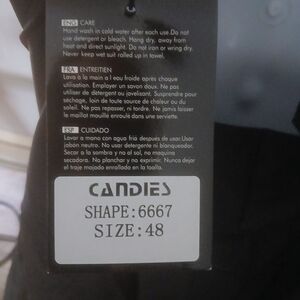 ENG CARE
Hand wash in cold water after each use. Do not
use detergent or bleach. Hang dry, away from
heat and direct sunlight. Do not iron or wring dry.
Never keep wet suit rolled up in towel.
FRA ENTREITIEN
Lava à la main a l eau froide après chaque
utilisation. Employer un savon doux. Ne pas
utiliser de détergent ou javelisant. Suspendre pour
séchage, loin de toute source de chaleur ou du
soleil. Ne pas repasser, ni tordre. Ne jamais laisser
le maillot mouillé enroulé dans une serviette.
ESP CUIDADO
Lavar a mano con agua fria después de usar. Usar
jabón neutro. No usar detergente ni blanqueador.
Secar a la sombra y no al sol, no maquina
secadora. No planchar y no exprimir. Nunca dejar
el traje mojado enrollado en la toalla.
CANDIES
SHAPE:6667
SIZE:48